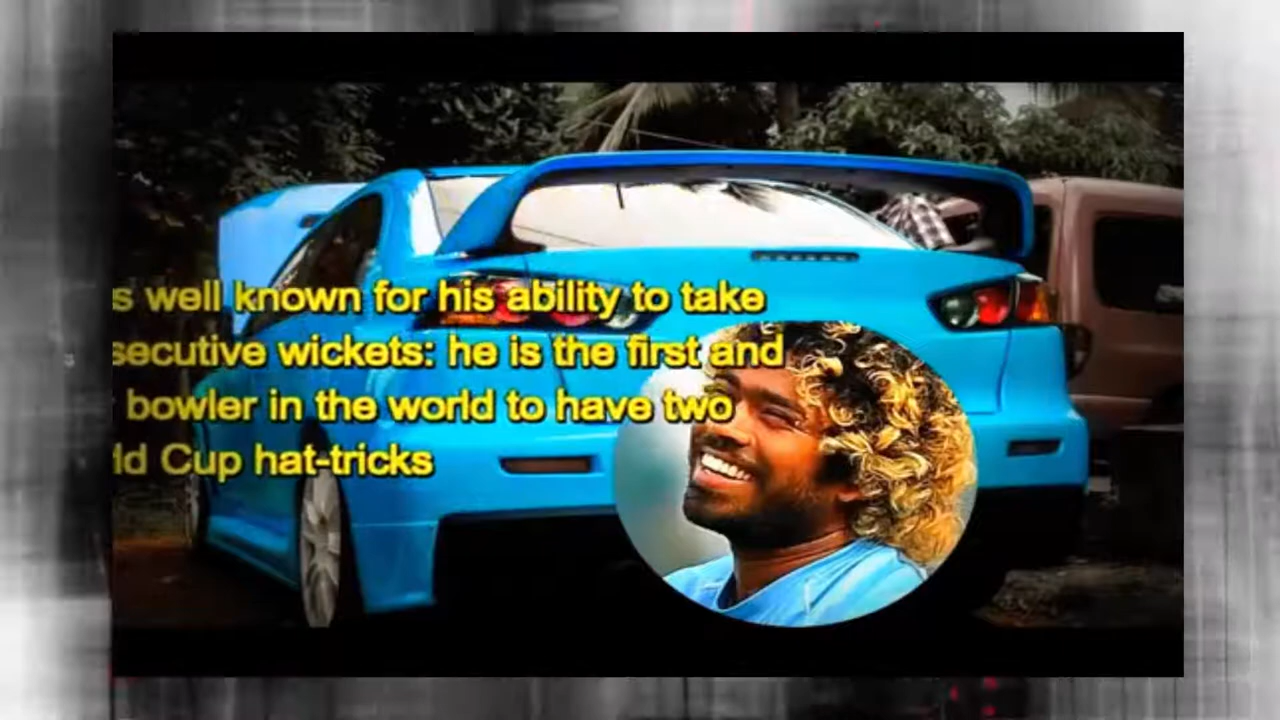 s well known for his ability to take
secutive wickets: he is the first and
bowler in the world to have two
ld Cup hat-tricks